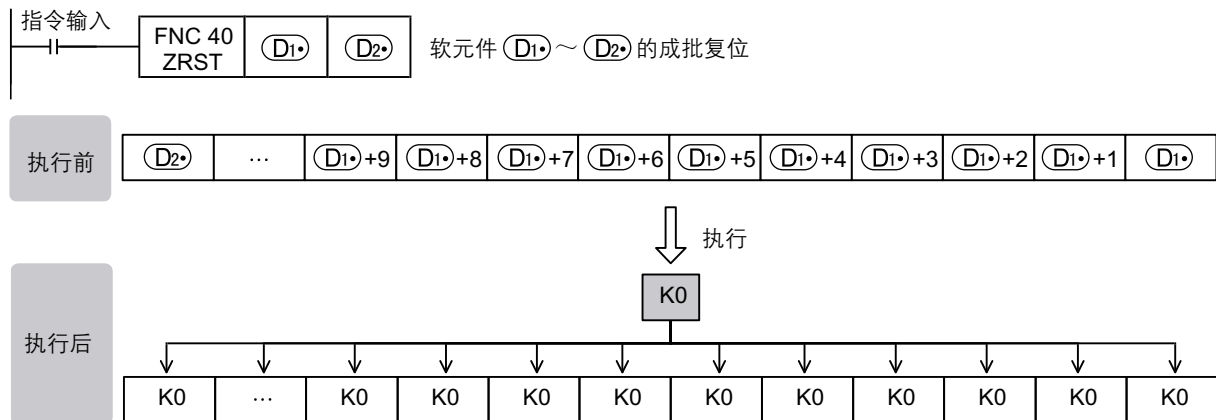 指令输入
FNC 40
ZRST
D1• D2• 软元件 D1• ～ D2• 的成批复位
执行前 D2• … D1•+9 D1•+8 D1•+7 D1•+6 D1•+5 D1•+4 D1•+3 D1•+2 D1•+1 D1•
执行
K0
执行后
K0 … K0 K0 K0 K0 K0 K0 K0 K0 K0 K0